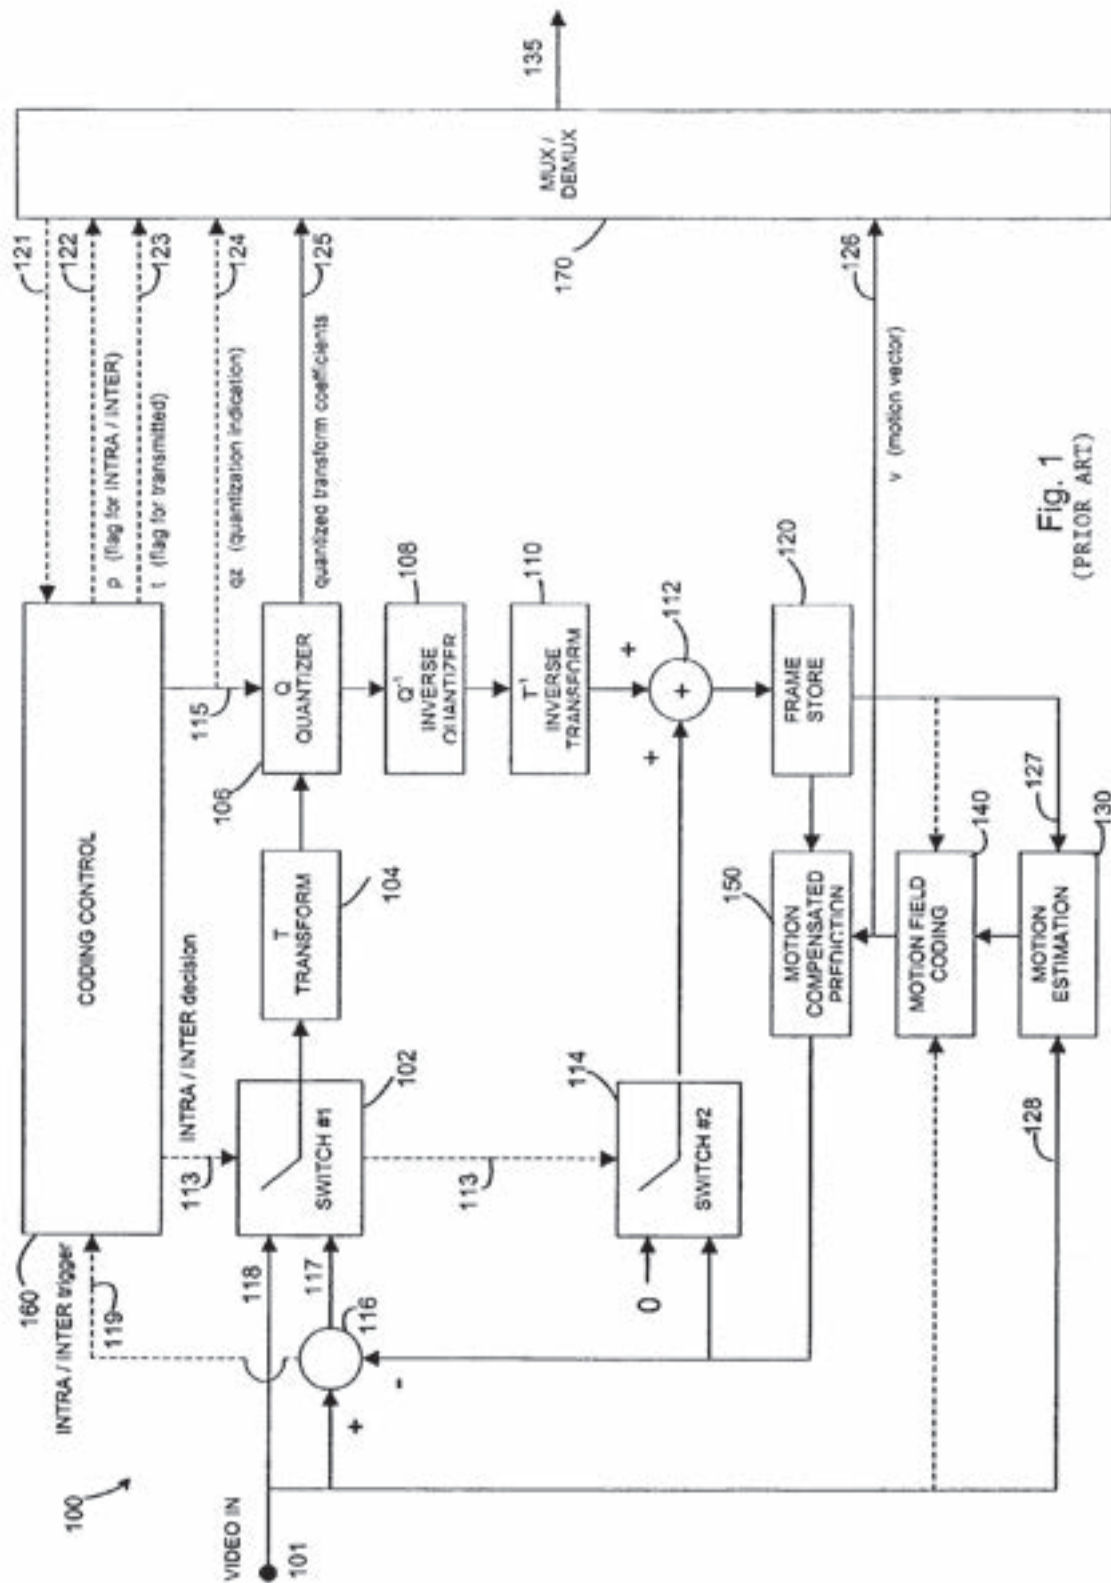 100
VIDEO IN
101
INTRA / INTER trigger
119
160
CODING CONTROL
121
122
p (flag for INTRA / INTER)
123
t (flag for transmitted)
124
qz (quantization indication)
125
quantized transform coefficients
113
INTRA / INTER decision
115
118
117
116
+
-
SWITCH #1
102
T
TRANSFORM
104
106
Q
QUANTIZER
Q-1
INVERSE
QUANTIZER
108
T-1
INVERSE
TRANSFORM
110
113
0
114
SWITCH #2
+
+
+
112
120
FRAME
STORE
150
MOTION
COMPENSATED
PREDICTION
MOTION FIELD
CODING
140
127
MOTION
ESTIMATION
130
128
126
v (motion vector)
170
MUX /
DEMUX
135
Fig. 1
(PRIOR ART)